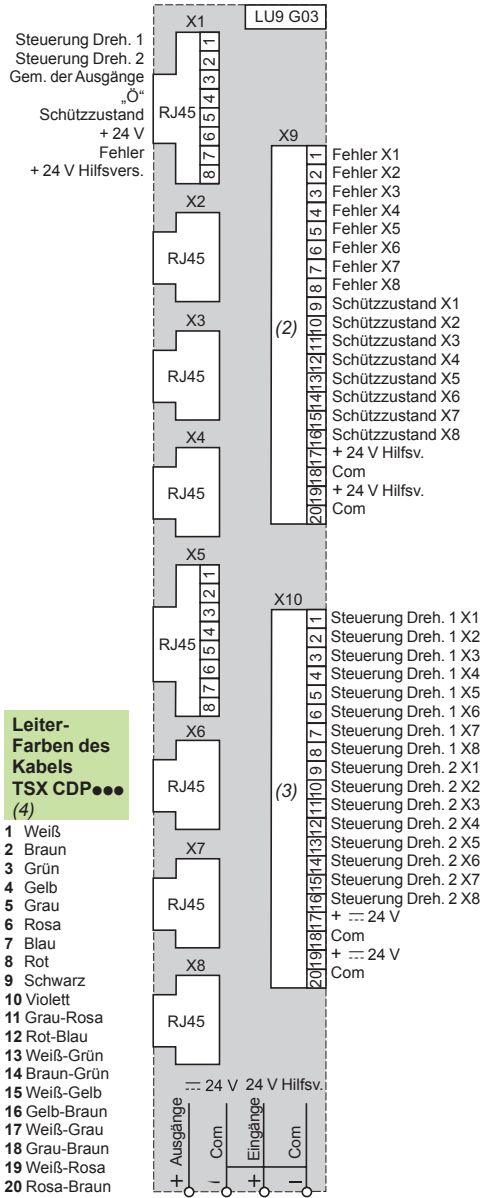 LU9 G03
X1
Steuerung Dreh. 1
Steuerung Dreh. 2
Gem. der Ausgänge
„Ö“
Schützzustand
+ 24 V
Fehler
+ 24 V Hilfsvers.
RJ45
1
2
3
4
5
6
7
8
X2
RJ45
X3
RJ45
X4
RJ45
X5
RJ45
1
2
3
4
5
6
7
8
X6
RJ45
X7
RJ45
X8
RJ45
X9
(2)
1 Fehler X1
2 Fehler X2
3 Fehler X3
4 Fehler X4
5 Fehler X5
6 Fehler X6
7 Fehler X7
8 Fehler X8
9 Schützzustand X1
10 Schützzustand X2
11 Schützzustand X3
12 Schützzustand X4
13 Schützzustand X5
14 Schützzustand X6
15 Schützzustand X7
16 Schützzustand X8
17 + 24 V Hilfsv.
18 Com
19 + 24 V Hilfsv.
20 Com
X10
(3)
1 Steuerung Dreh. 1 X1
2 Steuerung Dreh. 1 X2
3 Steuerung Dreh. 1 X3
4 Steuerung Dreh. 1 X4
5 Steuerung Dreh. 1 X5
6 Steuerung Dreh. 1 X6
7 Steuerung Dreh. 1 X7
8 Steuerung Dreh. 1 X8
9 Steuerung Dreh. 2 X1
10 Steuerung Dreh. 2 X2
11 Steuerung Dreh. 2 X3
12 Steuerung Dreh. 2 X4
13 Steuerung Dreh. 2 X5
14 Steuerung Dreh. 2 X6
15 Steuerung Dreh. 2 X7
16 Steuerung Dreh. 2 X8
17 + ⎓ 24 V
18 Com
19 + ⎓ 24 V
20 Com
Leiter-
Farben des
Kabels
TSX CDP●●●
(4)
1 Weiß
2 Braun
3 Grün
4 Gelb
5 Grau
6 Rosa
7 Blau
8 Rot
9 Schwarz
10 Violett
11 Grau-Rosa
12 Rot-Blau
13 Weiß-Grün
14 Braun-Grün
15 Weiß-Gelb
16 Gelb-Braun
17 Weiß-Grau
18 Grau-Braun
19 Weiß-Rosa
20 Rosa-Braun
⎓ 24 V
24 V Hilfsv.
+ Ausgänge
– Com
+ Eingänge
– Com